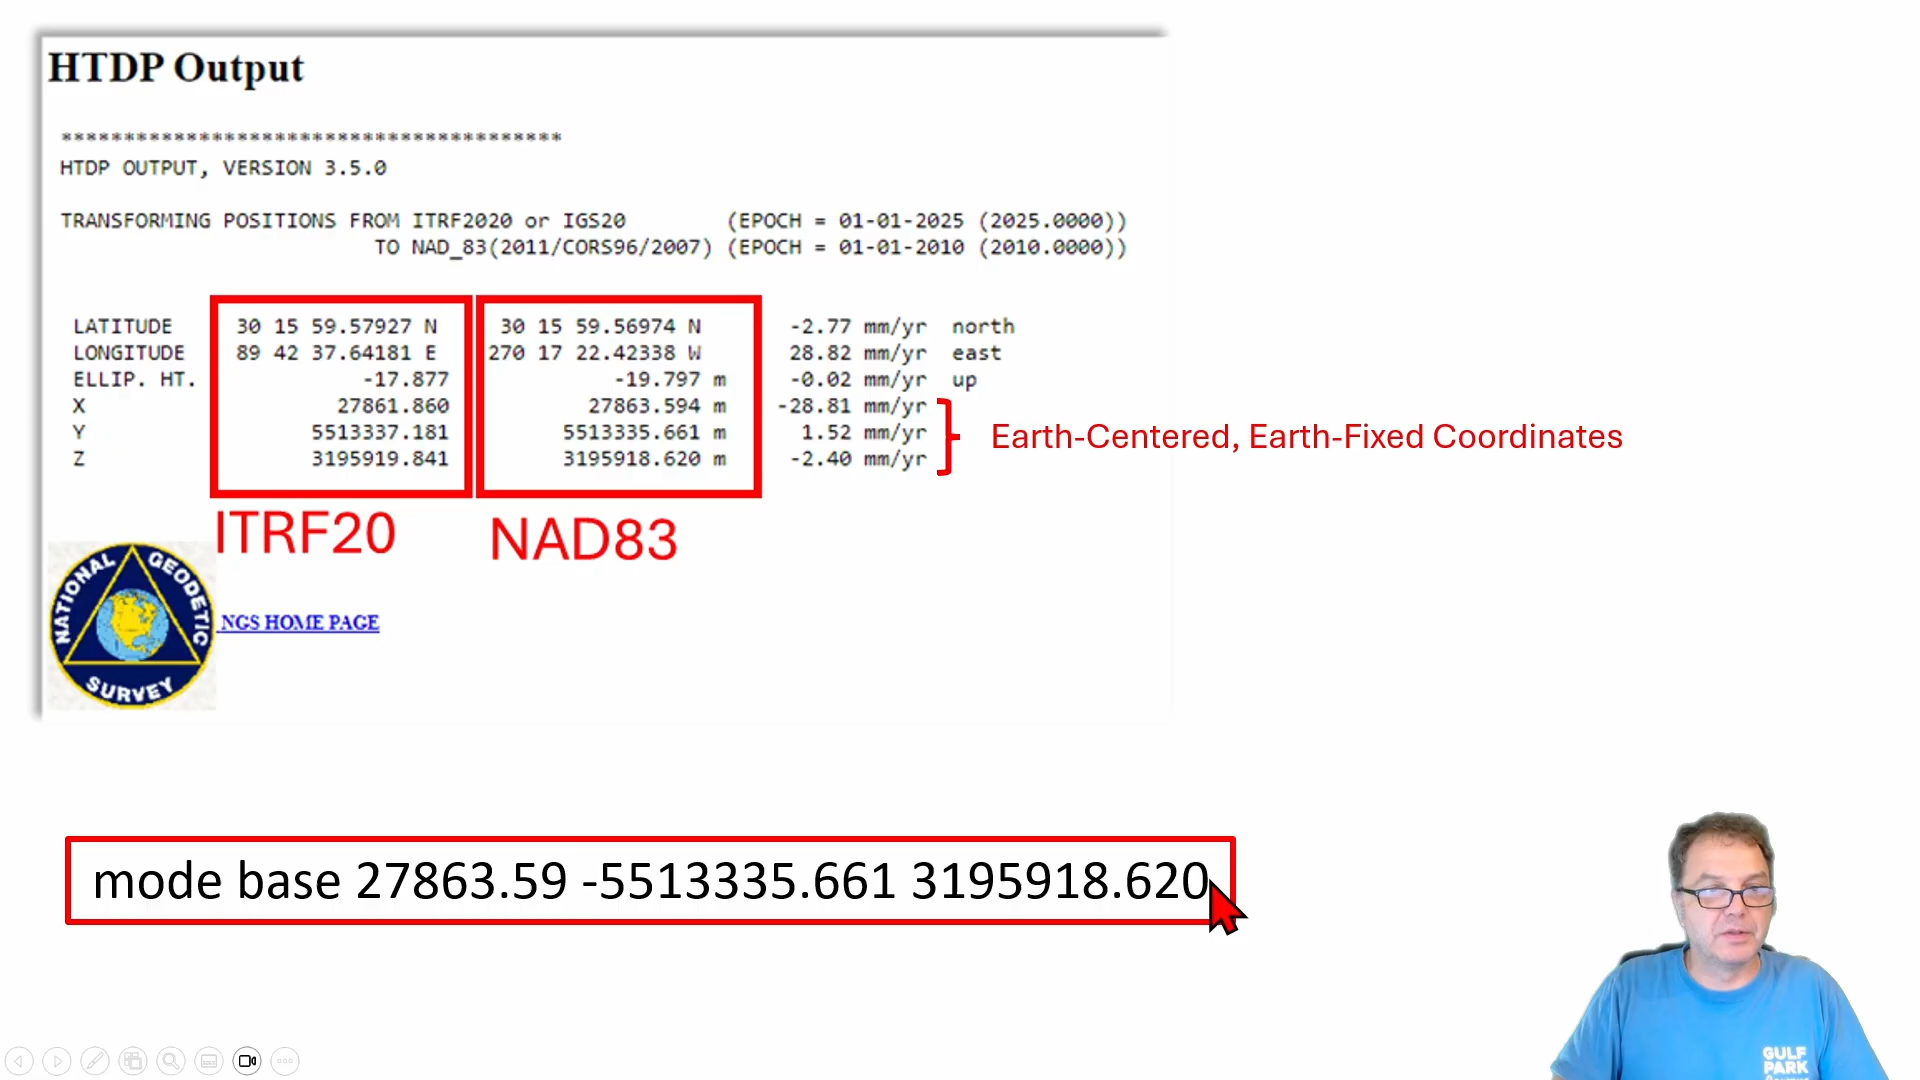 HTDP Output
****************************************
HTDP OUTPUT, VERSION 3.5.0
TRANSFORMING POSITIONS FROM ITRF2020 or IGS20 (EPOCH = 01-01-2025 (2025.0000))
TO NAD_83(2011/CORS96/2007) (EPOCH = 01-01-2010 (2010.0000))
LATITUDE 30 15 59.57927 N 30 15 59.56974 N -2.77 mm/yr north
LONGITUDE 89 42 37.64181 E 270 17 22.42338 W 28.82 mm/yr east
ELLIP. HT. -17.877 -19.797 m -0.02 mm/yr up
X 27861.860 27863.594 m -28.81 mm/yr
Y 5513337.181 5513335.661 m 1.52 mm/yr
Z 3195919.841 3195918.620 m -2.40 mm/yr
Earth-Centered, Earth-Fixed Coordinates
ITRF20 NAD83
NATIONAL GEODETIC SURVEY
NGS HOME PAGE
mode base 27863.59 -5513335.661 3195918.620
GULF
PARK